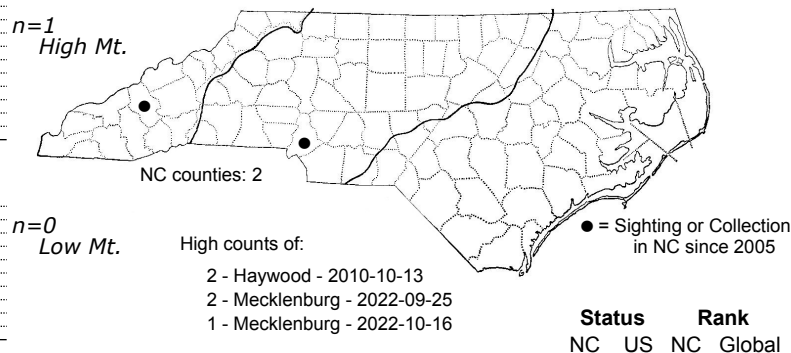 n=1
High Mt.
NC counties: 2
n=0
Low Mt.
High counts of:
2 - Haywood - 2010-10-13
2 - Mecklenburg - 2022-09-25
1 - Mecklenburg - 2022-10-16
● = Sighting or Collection
in NC since 2005
Status Rank
NC US NC Global